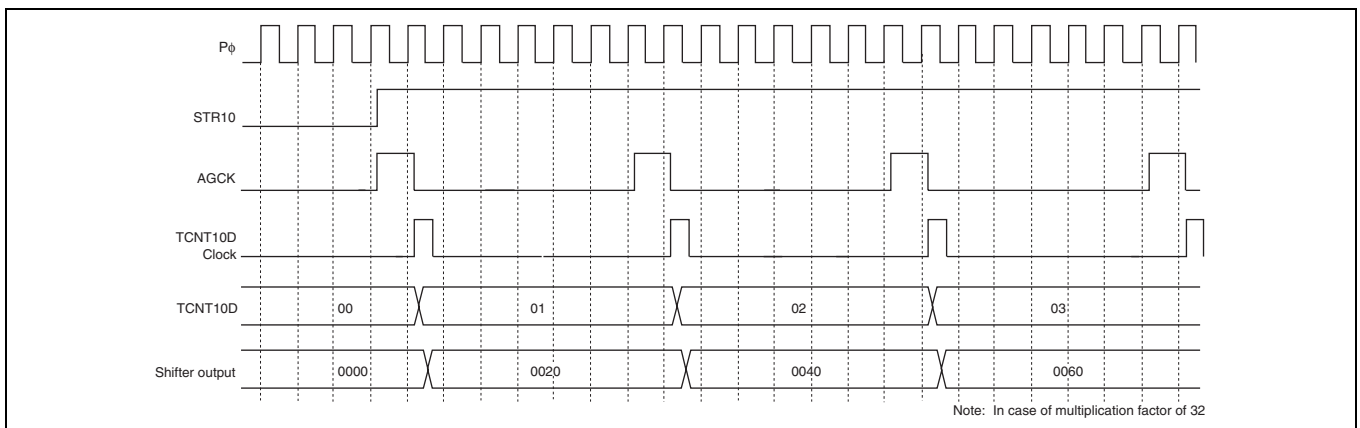 Pϕ
STR10
AGCK
TCNT10D
Clock
TCNT10D 00 01 02 03
Shifter output 0000 0020 0040 0060
Note: In case of multiplication factor of 32